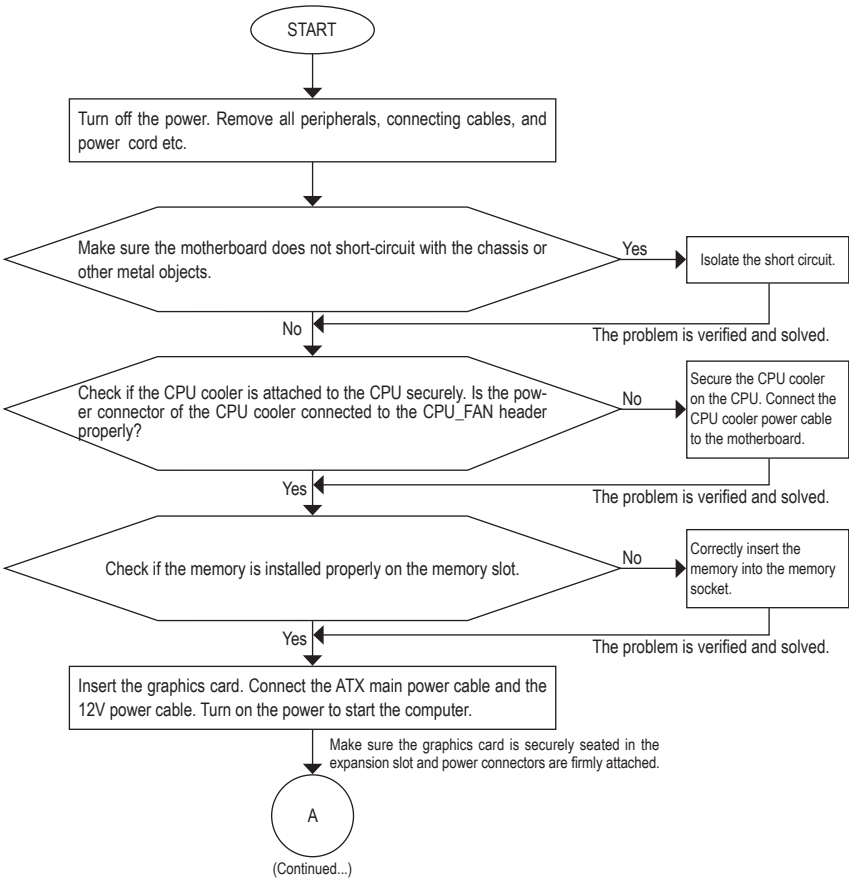 START
Turn off the power. Remove all peripherals, connecting cables, and
power cord etc.
Make sure the motherboard does not short-circuit with the chassis or
other metal objects.
Yes
Isolate the short circuit.
No
The problem is verified and solved.
Check if the CPU cooler is attached to the CPU securely. Is the pow-
er connector of the CPU cooler connected to the CPU_FAN header
properly?
No
Secure the CPU cooler
on the CPU. Connect the
CPU cooler power cable
to the motherboard.
Yes
The problem is verified and solved.
Check if the memory is installed properly on the memory slot.
No
Correctly insert the
memory into the memory
socket.
Yes
The problem is verified and solved.
Insert the graphics card. Connect the ATX main power cable and the
12V power cable. Turn on the power to start the computer.
Make sure the graphics card is securely seated in the
expansion slot and power connectors are firmly attached.
A
(Continued...)